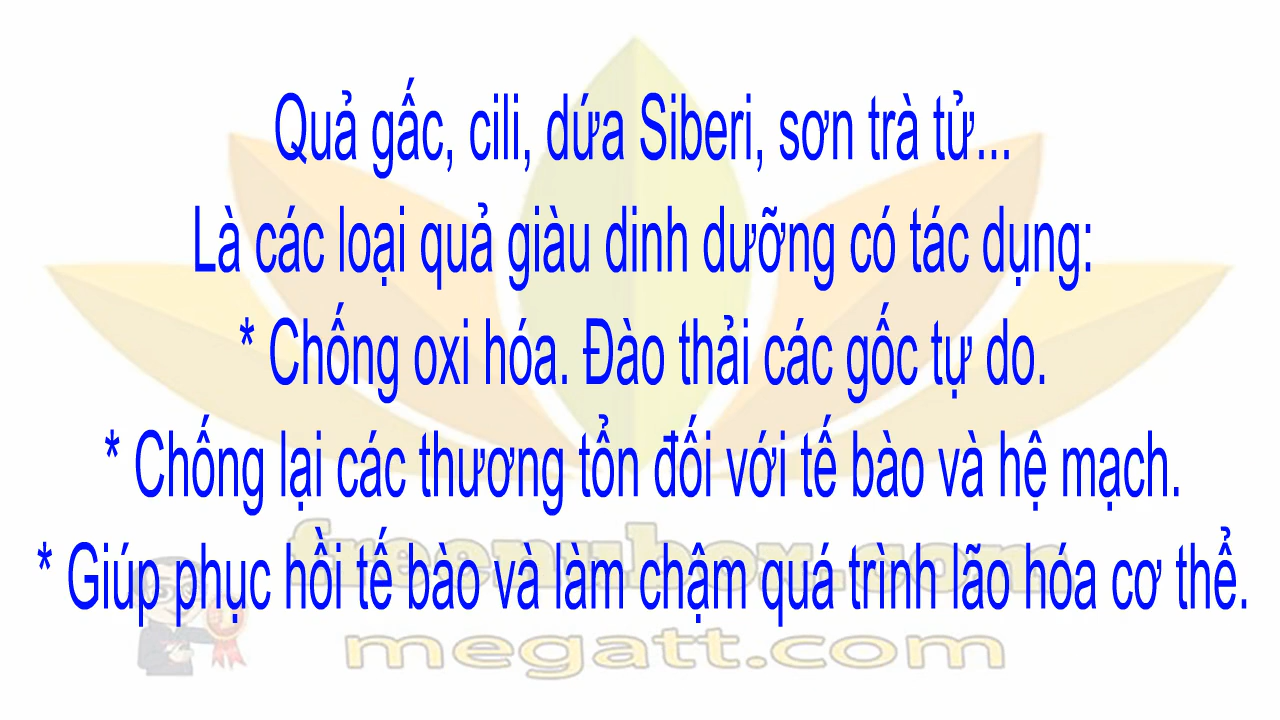 Quả gấc, cili, dứa Siberi, sơn trà tử...
Là các loại quả giàu dinh dưỡng có tác dụng:
* Chống oxi hóa. Đào thải các gốc tự do.
* Chống lại các thương tổn đối với tế bào và hệ mạch.
* Giúp phục hồi tế bào và làm chậm quá trình lão hóa cơ thể.
freenubox.com
megatt.com